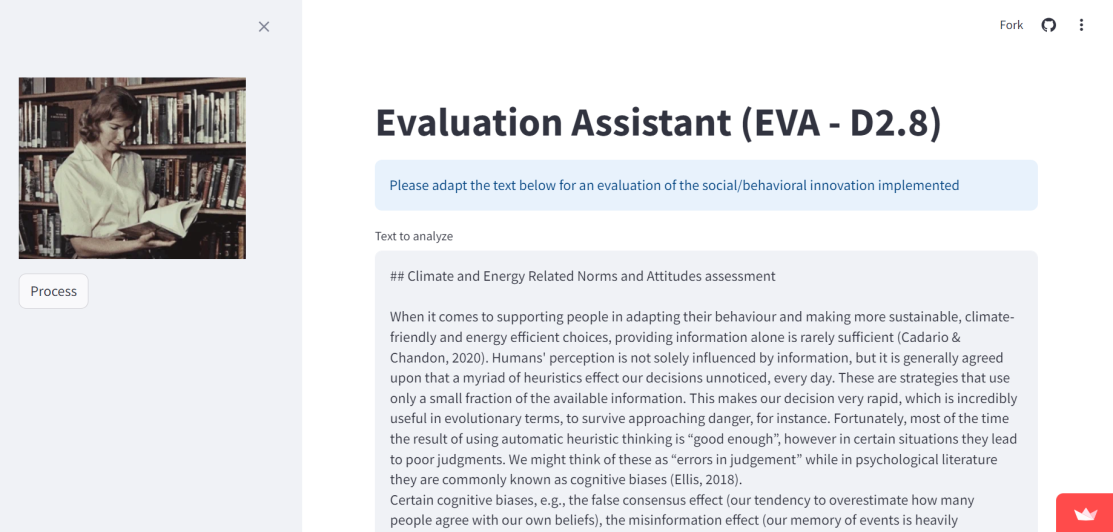 Fork
Evaluation Assistant (EVA - D2.8)
Please adapt the text below for an evaluation of the social/behavioral innovation implemented
Text to analyze
## Climate and Energy Related Norms and Attitudes assessment
When it comes to supporting people in adapting their behaviour and making more sustainable, climate-
friendly and energy efficient choices, providing information alone is rarely sufficient (Cadario &
Chandon, 2020). Humans' perception is not solely influenced by information, but it is generally agreed
upon that a myriad of heuristics effect our decisions unnoticed, every day. These are strategies that use
only a small fraction of the available information. This makes our decision very rapid, which is incredibly
useful in evolutionary terms, to survive approaching danger, for instance. Fortunately, most of the time
the result of using automatic heuristic thinking is “good enough”, however in certain situations they lead
to poor judgments. We might think of these as “errors in judgement” while in psychological literature
they are commonly known as cognitive biases (Ellis, 2018).
Certain cognitive biases, e.g., the false consensus effect (our tendency to overestimate how many
people agree with our own beliefs), the misinformation effect (our memory of events is heavily
Process